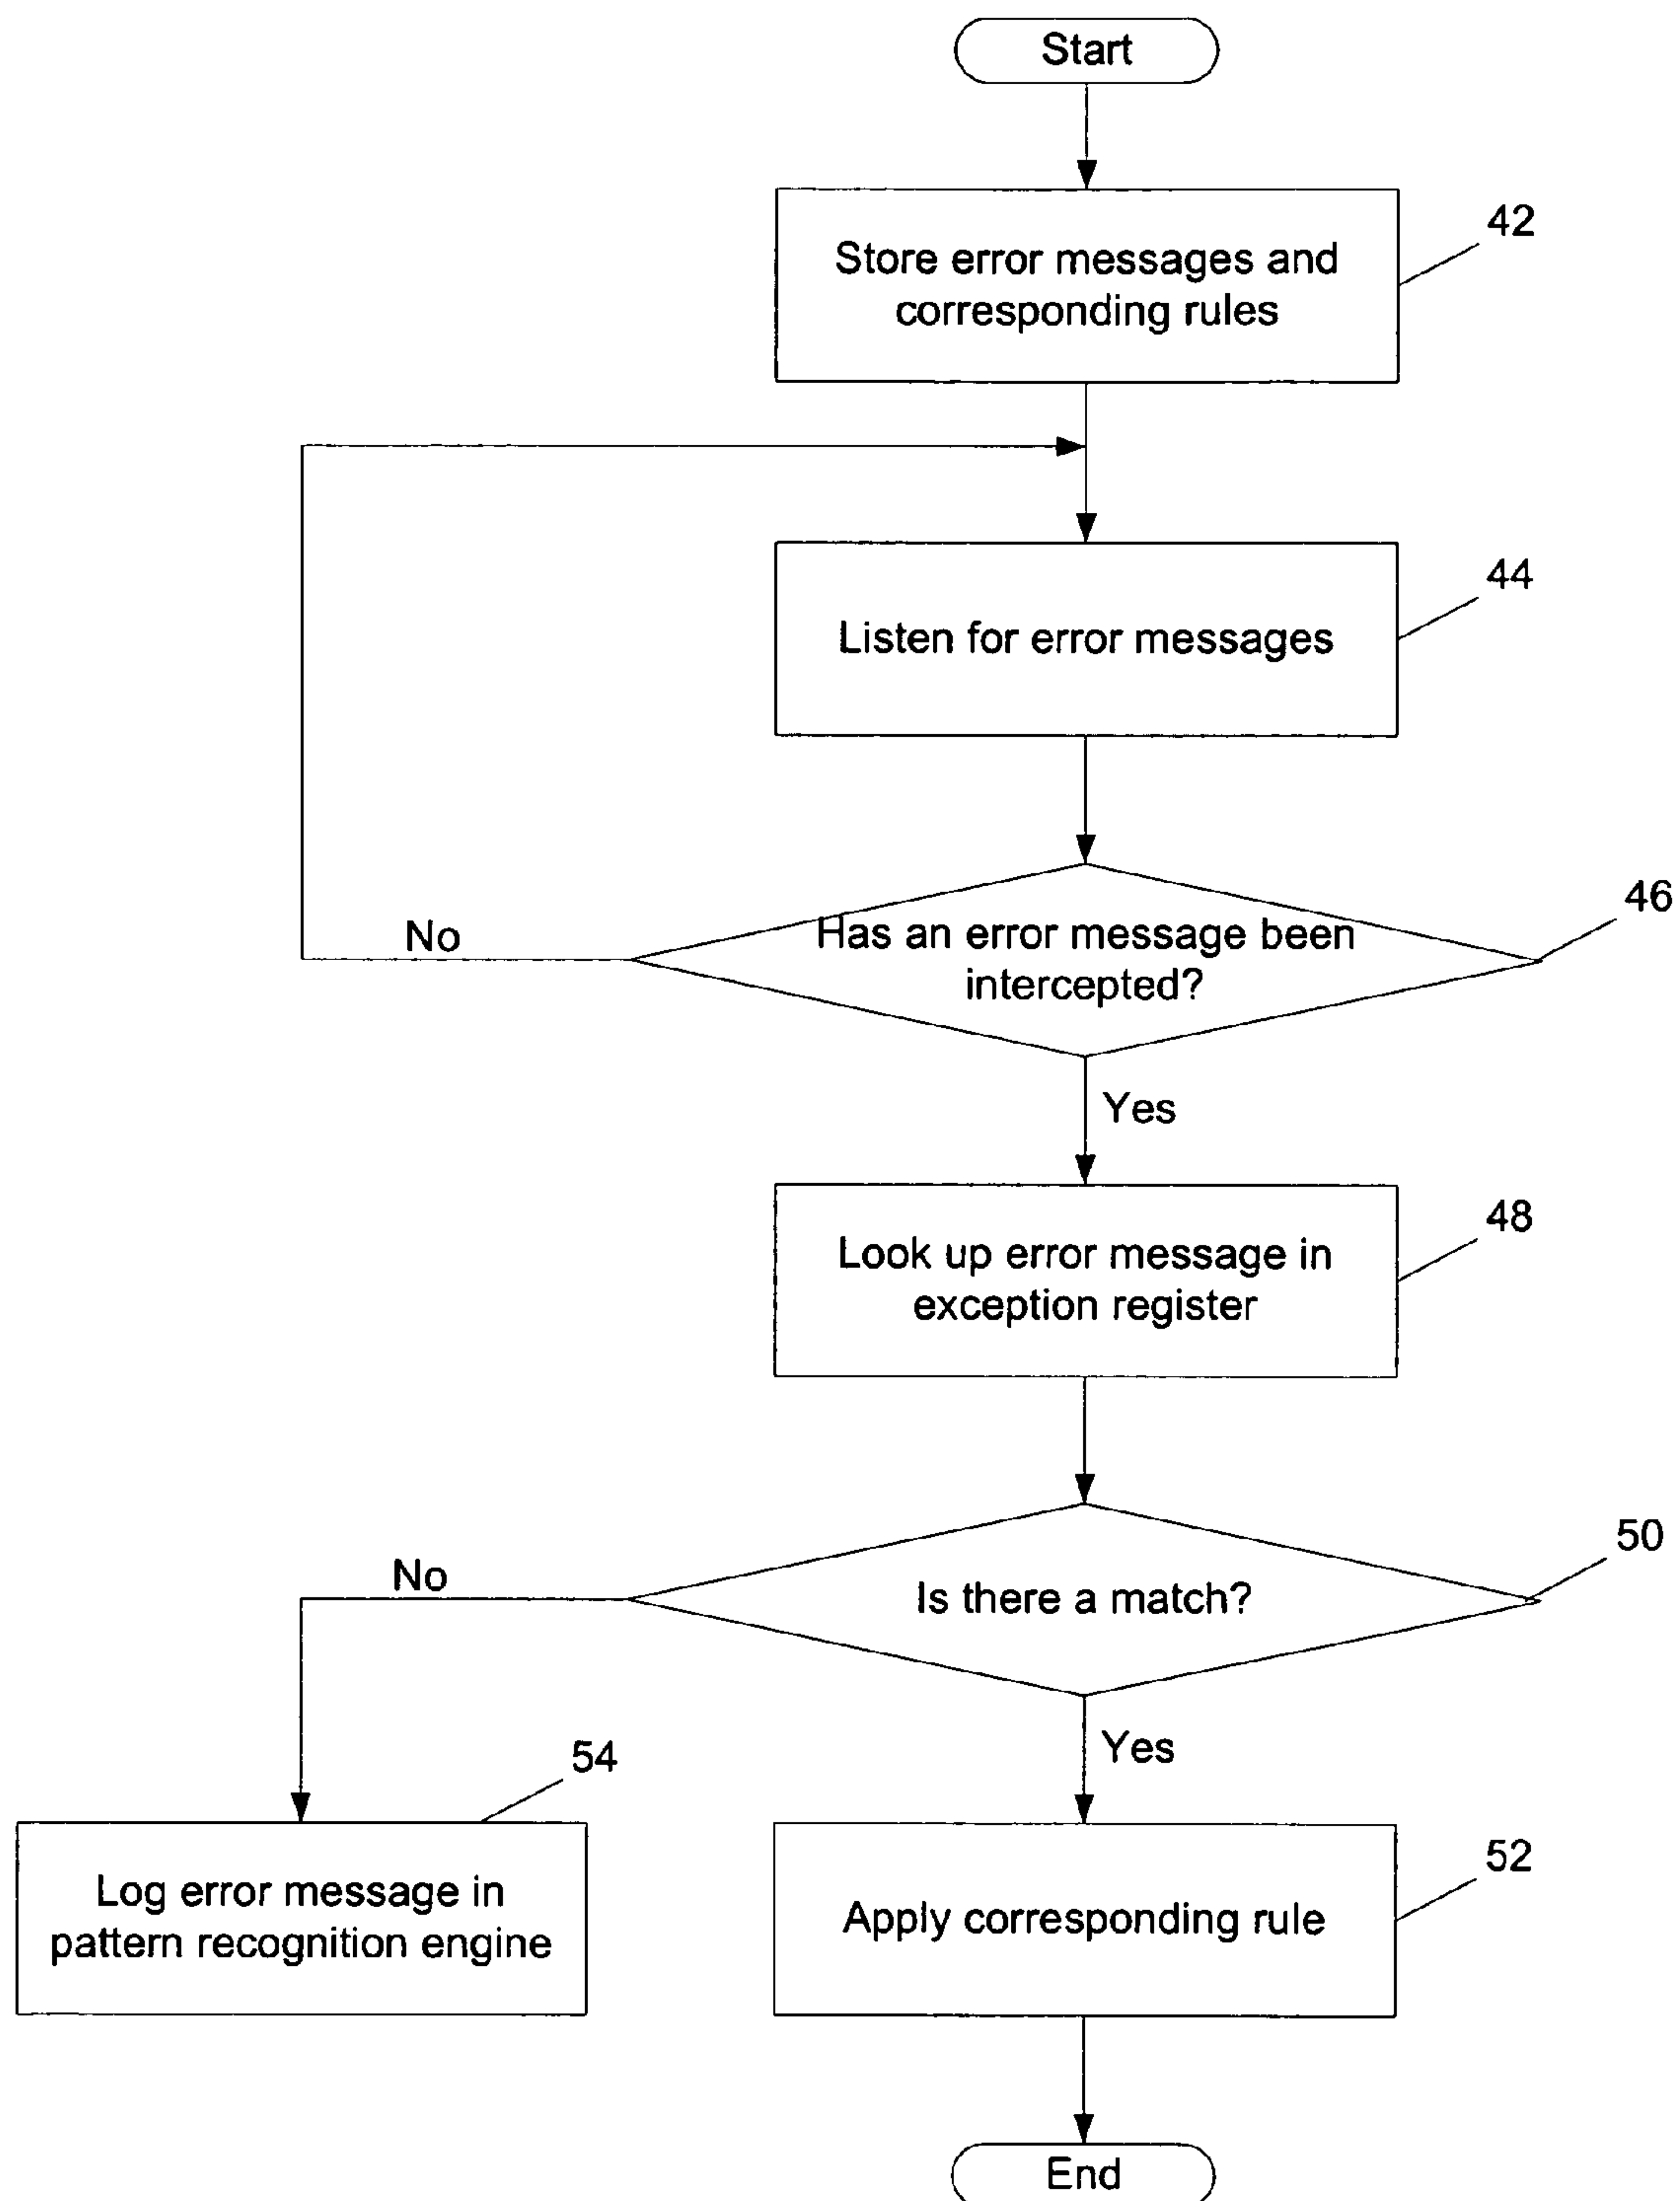 Start
42
Store error messages and
corresponding rules
44
Listen for error messages
46
Has an error message been
intercepted?
No
Yes
48
Look up error message in
exception register
50
Is there a match?
No
Yes
54
Log error message in
pattern recognition engine
52
Apply corresponding rule
End